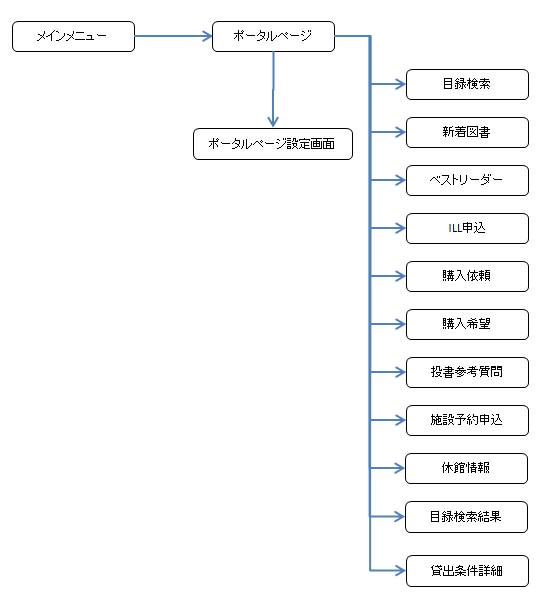 メインメニュー
ポータルページ
ポータルページ設定画面
目録検索
新着図書
ベストリーダー
ILL申込
購入依頼
購入希望
投書参考質問
施設予約申込
休館情報
目録検索結果
貸出条件詳細